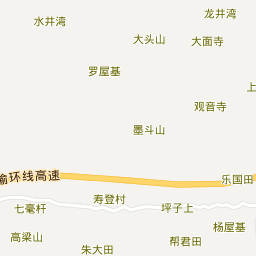 龙井湾
水井湾
大头山
大面寺
罗屋基
上
观音寺
墨斗山
渝环线高速
乐国田
寿登村
七毫杆
坪子上
杨屋基
高梁山
帮君田
朱大田